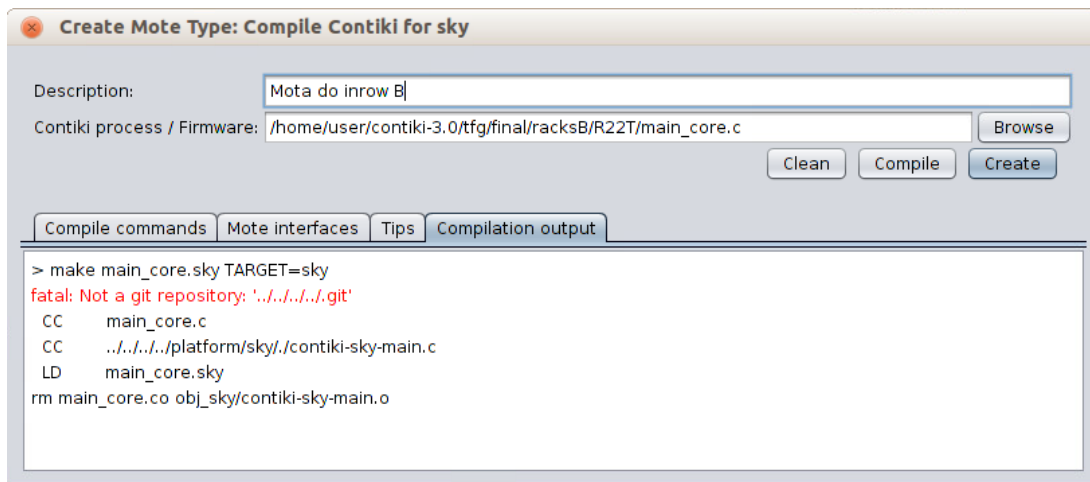 Create Mote Type: Compile Contiki for sky
Description: Mota do inrow B
Contiki process / Firmware: /home/user/contiki-3.0/tfg/final/racksB/R22T/main_core.c Browse
Clean Compile Create
Compile commands Mote interfaces Tips Compilation output
> make main_core.sky TARGET=sky
fatal: Not a git repository: '../../../../.git'
CC main_core.c
CC ../../../../platform/sky/./contiki-sky-main.c
LD main_core.sky
rm main_core.co obj_sky/contiki-sky-main.o